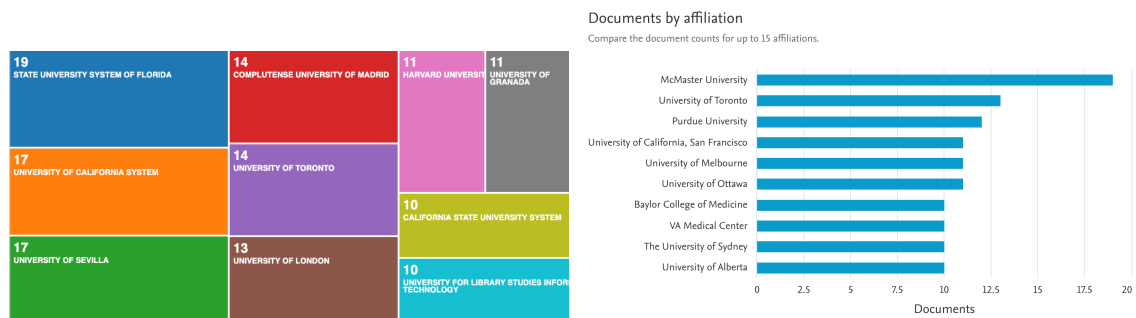 19
STATE UNIVERSITY SYSTEM OF FLORIDA
14
COMPLUTENSE UNIVERSITY OF MADRID
11
HARVARD UNIVERSIT
11
UNIVERSITY OF
GRANADA
17
UNIVERSITY OF CALIFORNIA SYSTEM
14
UNIVERSITY OF TORONTO
10
CALIFORNIA STATE UNIVERSITY SYSTEM
17
UNIVERSITY OF SEVILLA
13
UNIVERSITY OF LONDON
10
UNIVERSITY FOR LIBRARY STUDIES INFOR
TECHNOLOGY
Documents by affiliation
Compare the document counts for up to 15 affiliations.
McMaster University
University of Toronto
Purdue University
University of California, San Francisco
University of Melbourne
University of Ottawa
Baylor College of Medicine
VA Medical Center
The University of Sydney
University of Alberta
0 2.5 5 7.5 10 12.5 15 17.5 20
Documents